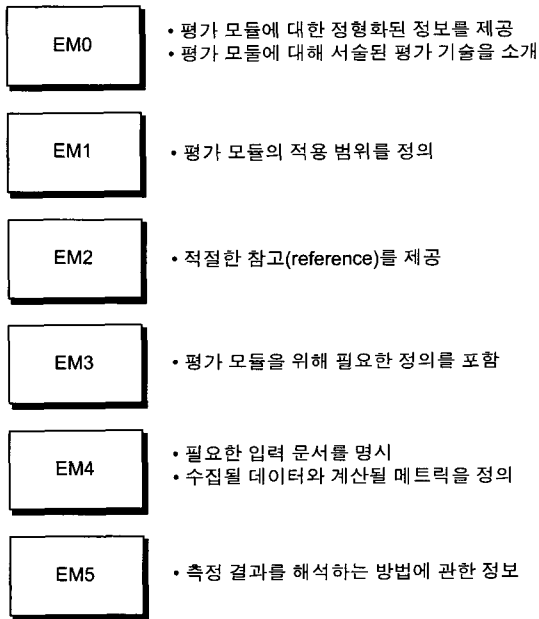 EM0
• 평가 모듈에 대한 정형화된 정보를 제공
• 평가 모듈에 대해 서술된 평가 기술을 소개
EM1
• 평가 모듈의 적용 범위를 정의
EM2
• 적절한 참고(reference)를 제공
EM3
• 평가 모듈을 위해 필요한 정의를 포함
EM4
• 필요한 입력 문서를 명시
• 수집될 데이터와 계산될 메트릭을 정의
EM5
• 측정 결과를 해석하는 방법에 관한 정보